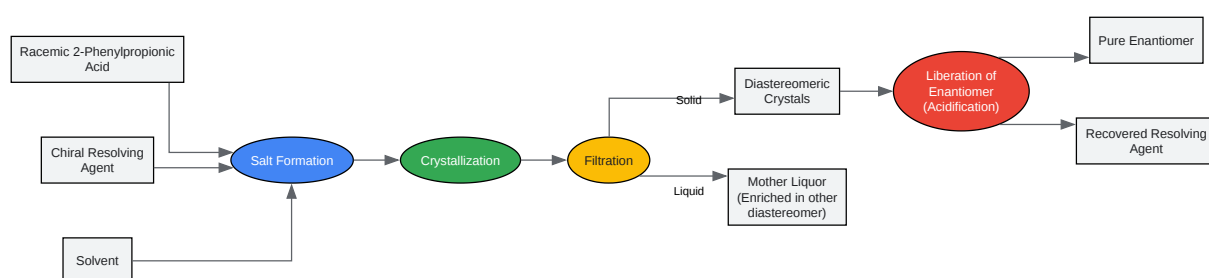 Racemic 2-Phenylpropionic
Acid
Chiral Resolving
Agent
Solvent
Salt Formation
Crystallization
Filtration
Solid
Liquid
Diastereomeric
Crystals
Mother Liquor
(Enriched in other
diastereomer)
Liberation of
Enantiomer
(Acidification)
Pure Enantiomer
Recovered Resolving
Agent